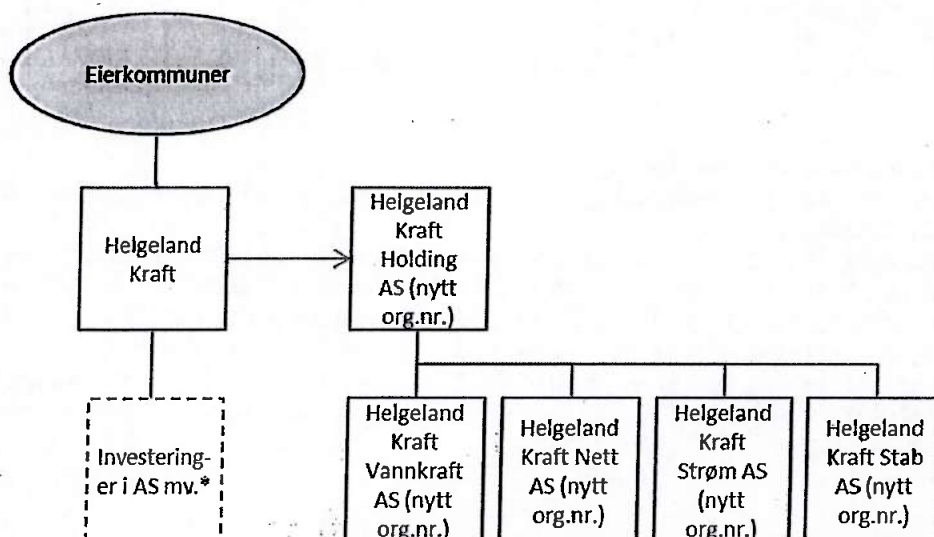 Eierkommuner
Helgeland
Kraft
Helgeland
Kraft
Holding
AS (nytt
org.nr.)
Investering-
er i AS mv.*
Helgeland
Kraft
Vannkraft
AS (nytt
org.nr.)
Helgeland
Kraft Nett
AS (nytt
org.nr.)
Helgeland
Kraft
Strøm AS
(nytt
org.nr.)
Helgeland
Kraft Stab
AS (nytt
org.nr.)